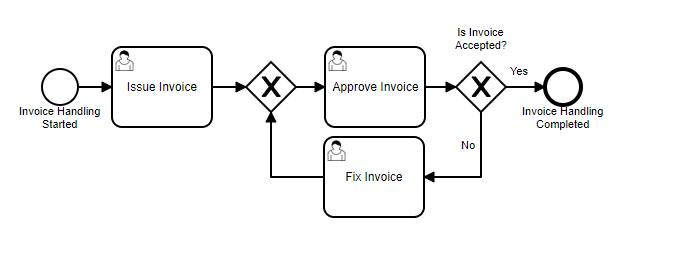 Is Invoice
Accepted?
Issue Invoice
Approve Invoice
Yes
Invoice Handling
Started
Invoice Handling
Completed
No
Fix Invoice